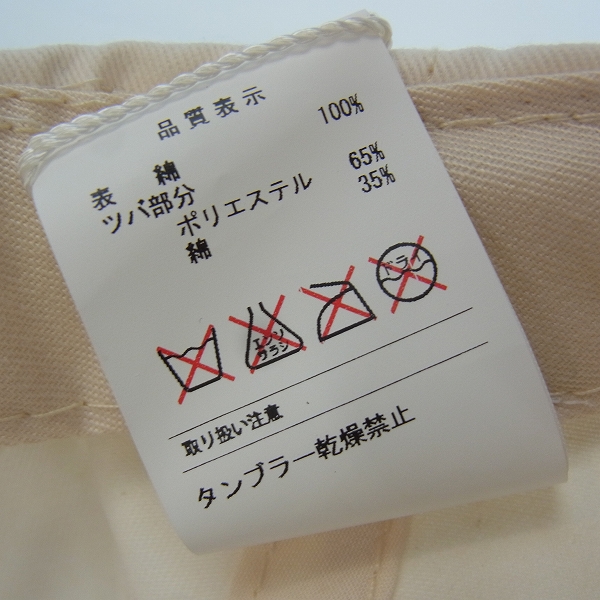 品質表示
表 綿 100%
ツバ部分
ポリエステル 65%
綿 35%
エンソ
サラシ
ドライ
取り扱い注意
タンブラー乾燥禁止